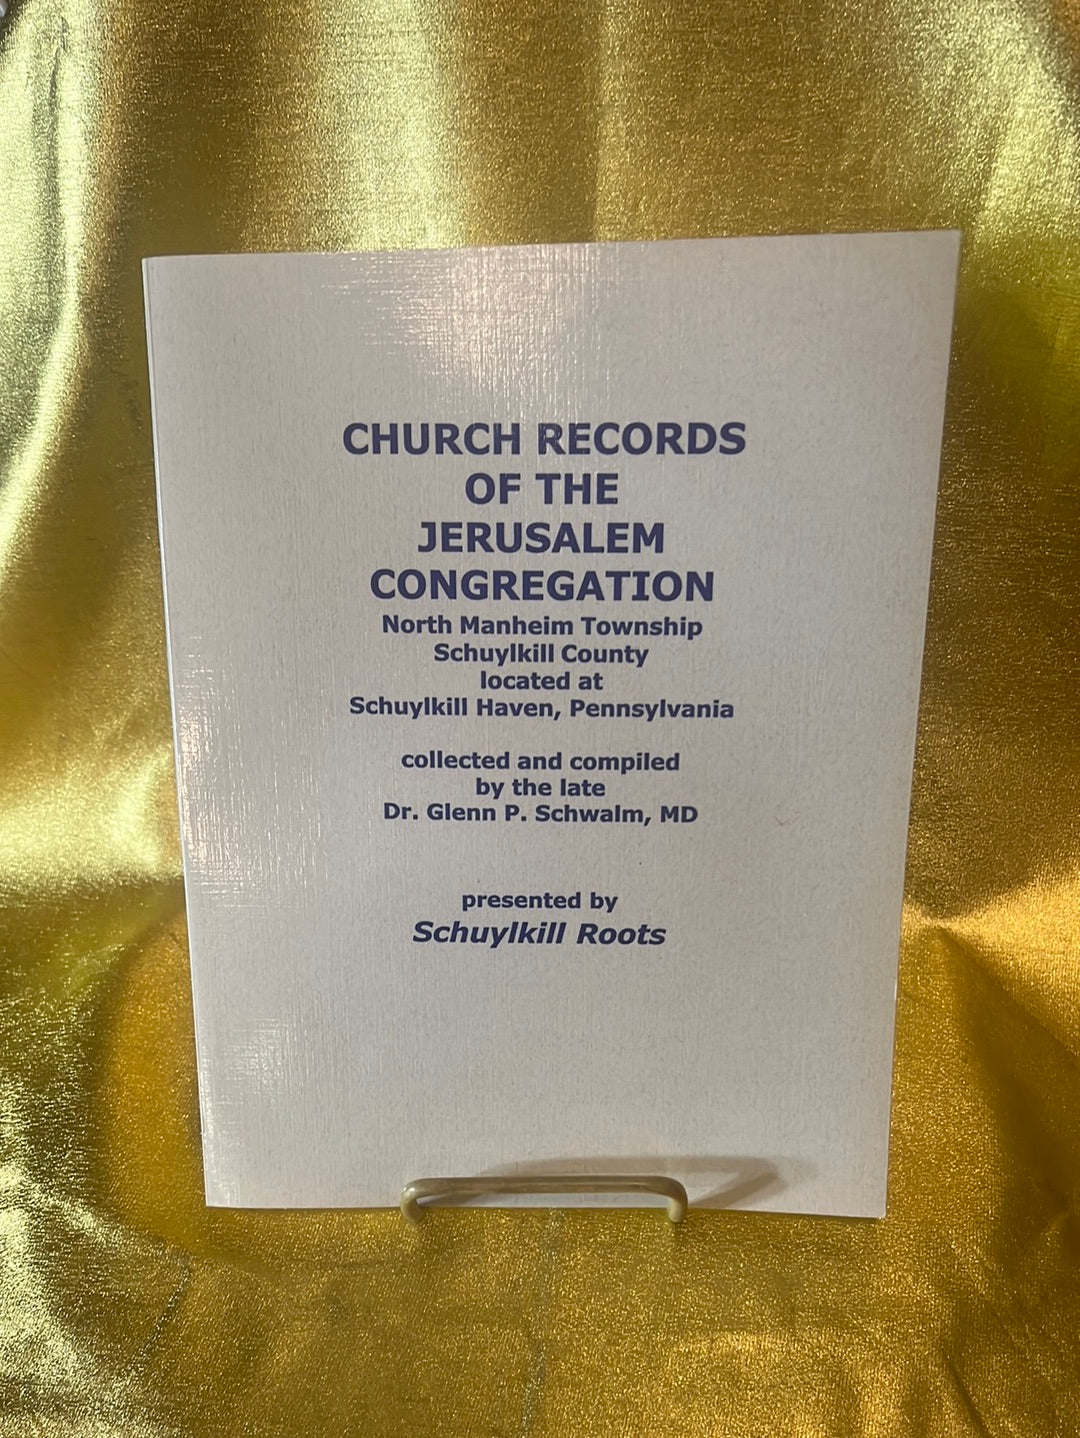 CHURCH RECORDS
OF THE
JERUSALEM
CONGREGATION
North Manheim Township
Schuylkill County
located at
Schuylkill Haven, Pennsylvania
collected and compiled
by the late
Dr. Glenn P. Schwalm, MD
presented by
Schuylkill Roots